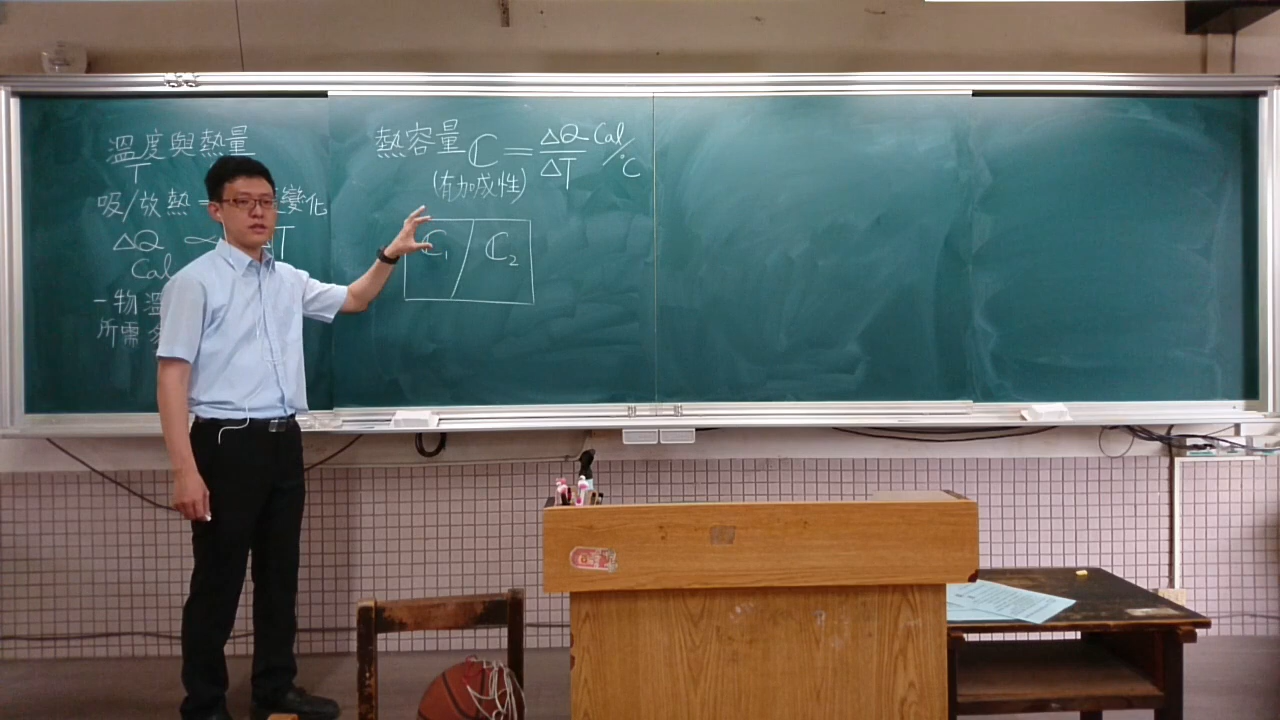 溫度與熱量
T
吸/放熱 變化
ΔQ ∝ T
Cal
一物溫
所需
熱容量 ℂ = ΔQ/ΔT Cal/°C
(有加成性)
ℂ₁ ℂ₂